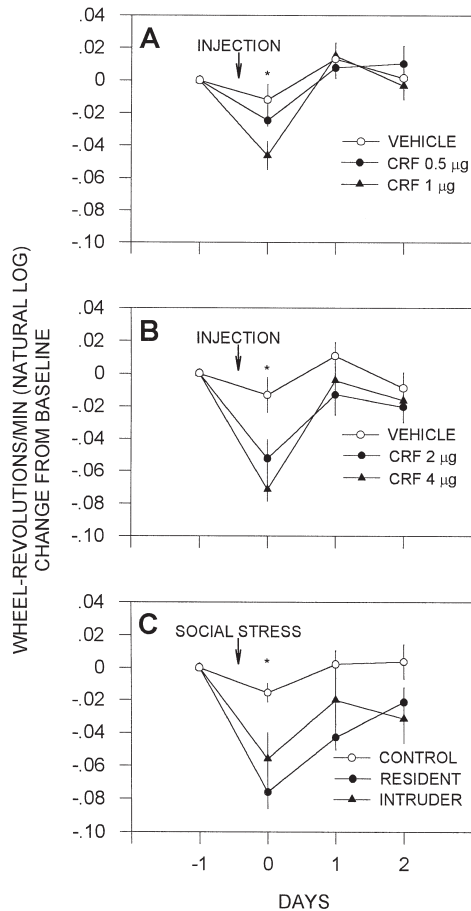 WHEEL-REVOLUTIONS/MIN (NATURAL LOG)
CHANGE FROM BASELINE
A
INJECTION
*
.04
.02
0
-.02
-.04
-.06
-.08
-.10
VEHICLE
CRF 0.5 µg
CRF 1 µg
B
INJECTION
*
.04
.02
0
-.02
-.04
-.06
-.08
-.10
VEHICLE
CRF 2 µg
CRF 4 µg
C
SOCIAL STRESS
*
.04
.02
0
-.02
-.04
-.06
-.08
-.10
CONTROL
RESIDENT
INTRUDER
-1 0 1 2
DAYS